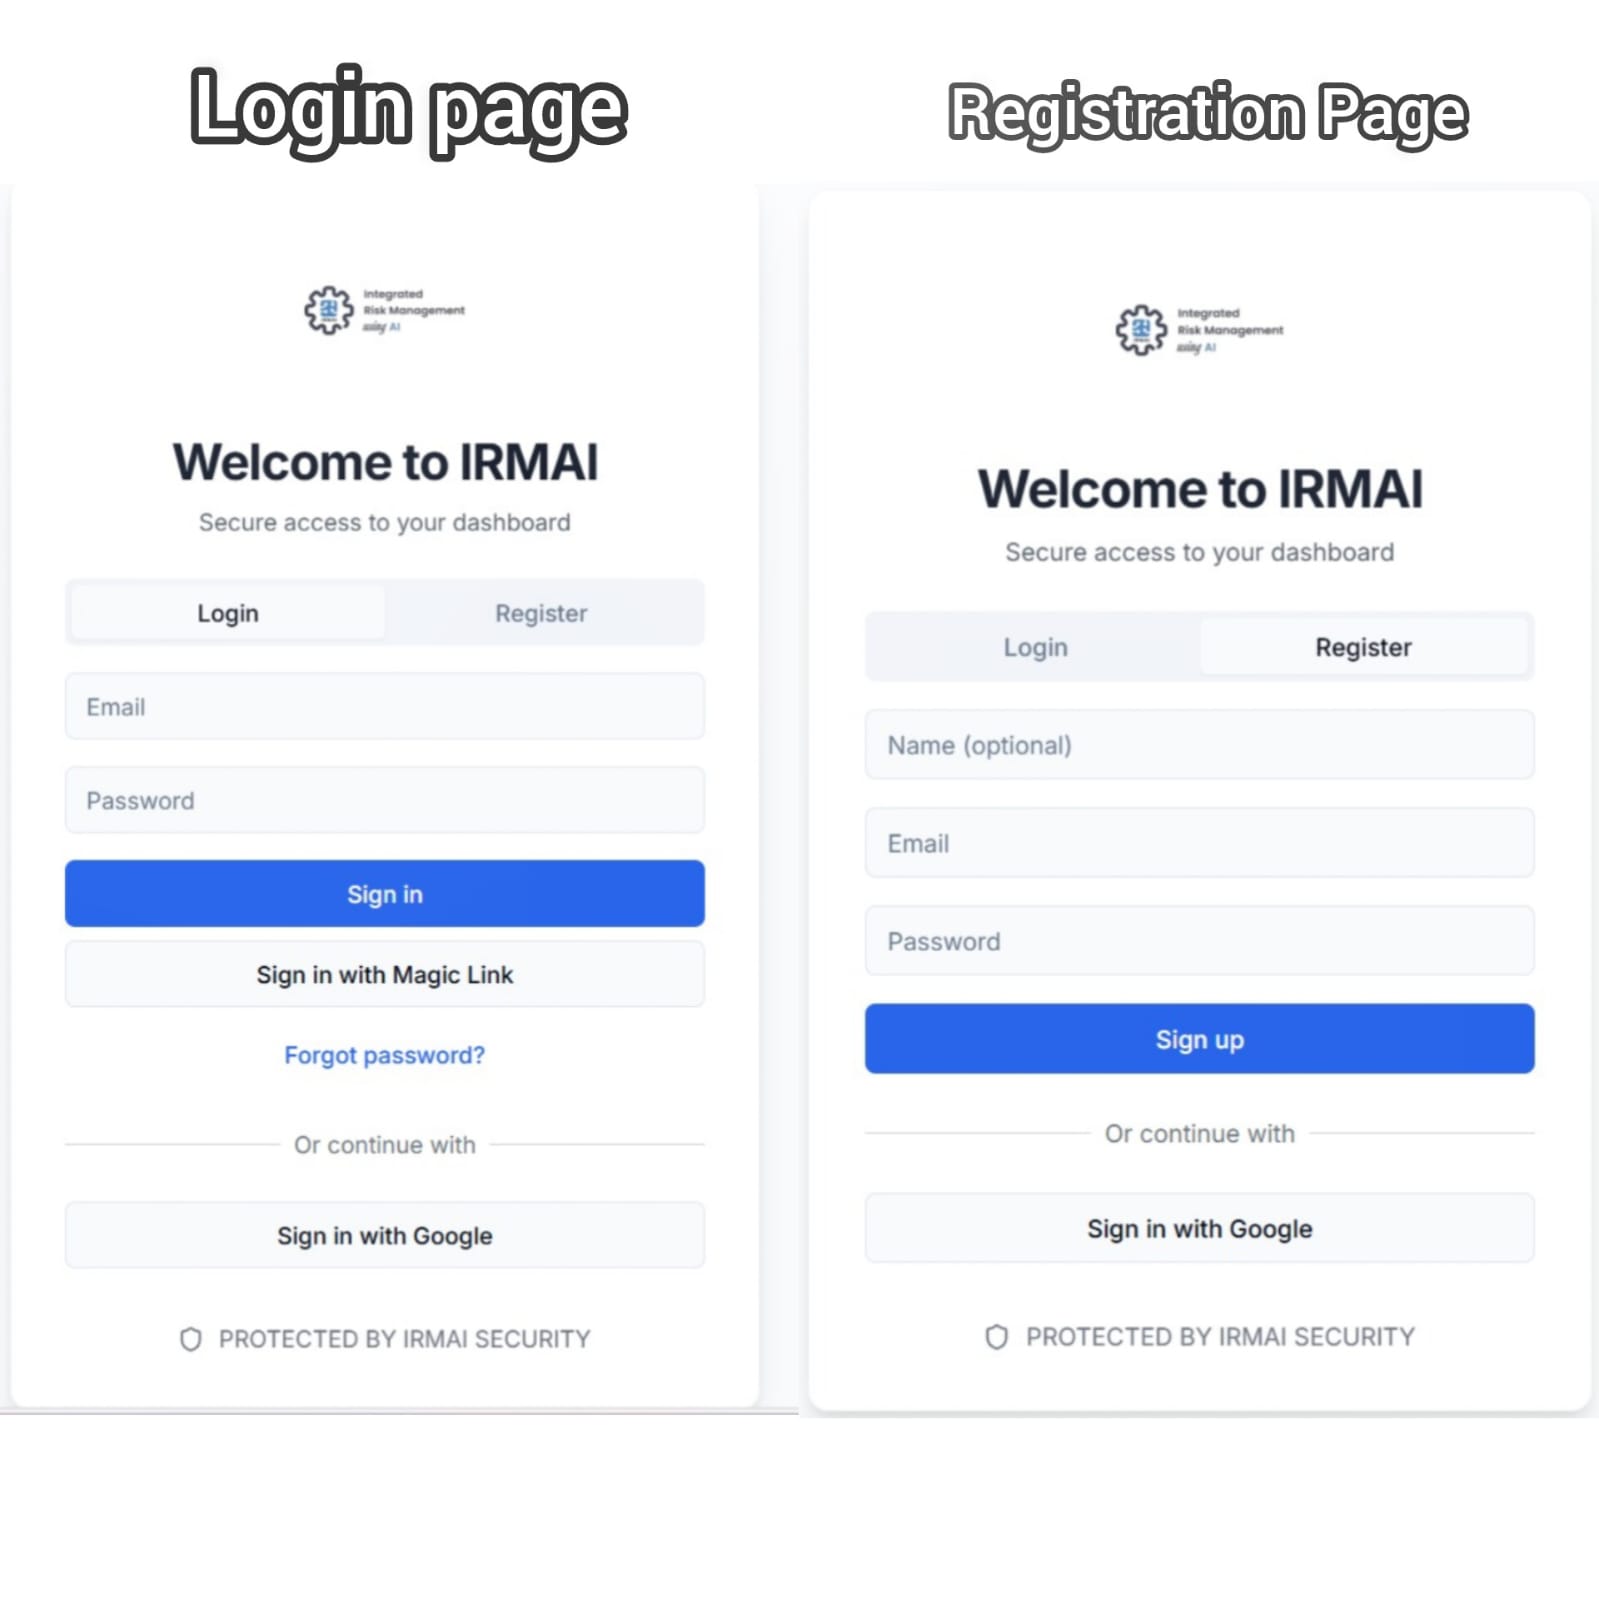 Login page
Integrated
Risk Management
using AI
Welcome to IRMAI
Secure access to your dashboard
Login
Register
Email
Password
Sign in
Sign in with Magic Link
Forgot password?
Or continue with
Sign in with Google
PROTECTED BY IRMAI SECURITY
Registration Page
Integrated
Risk Management
using AI
Welcome to IRMAI
Secure access to your dashboard
Login
Register
Name (optional)
Email
Password
Sign up
Or continue with
Sign in with Google
PROTECTED BY IRMAI SECURITY